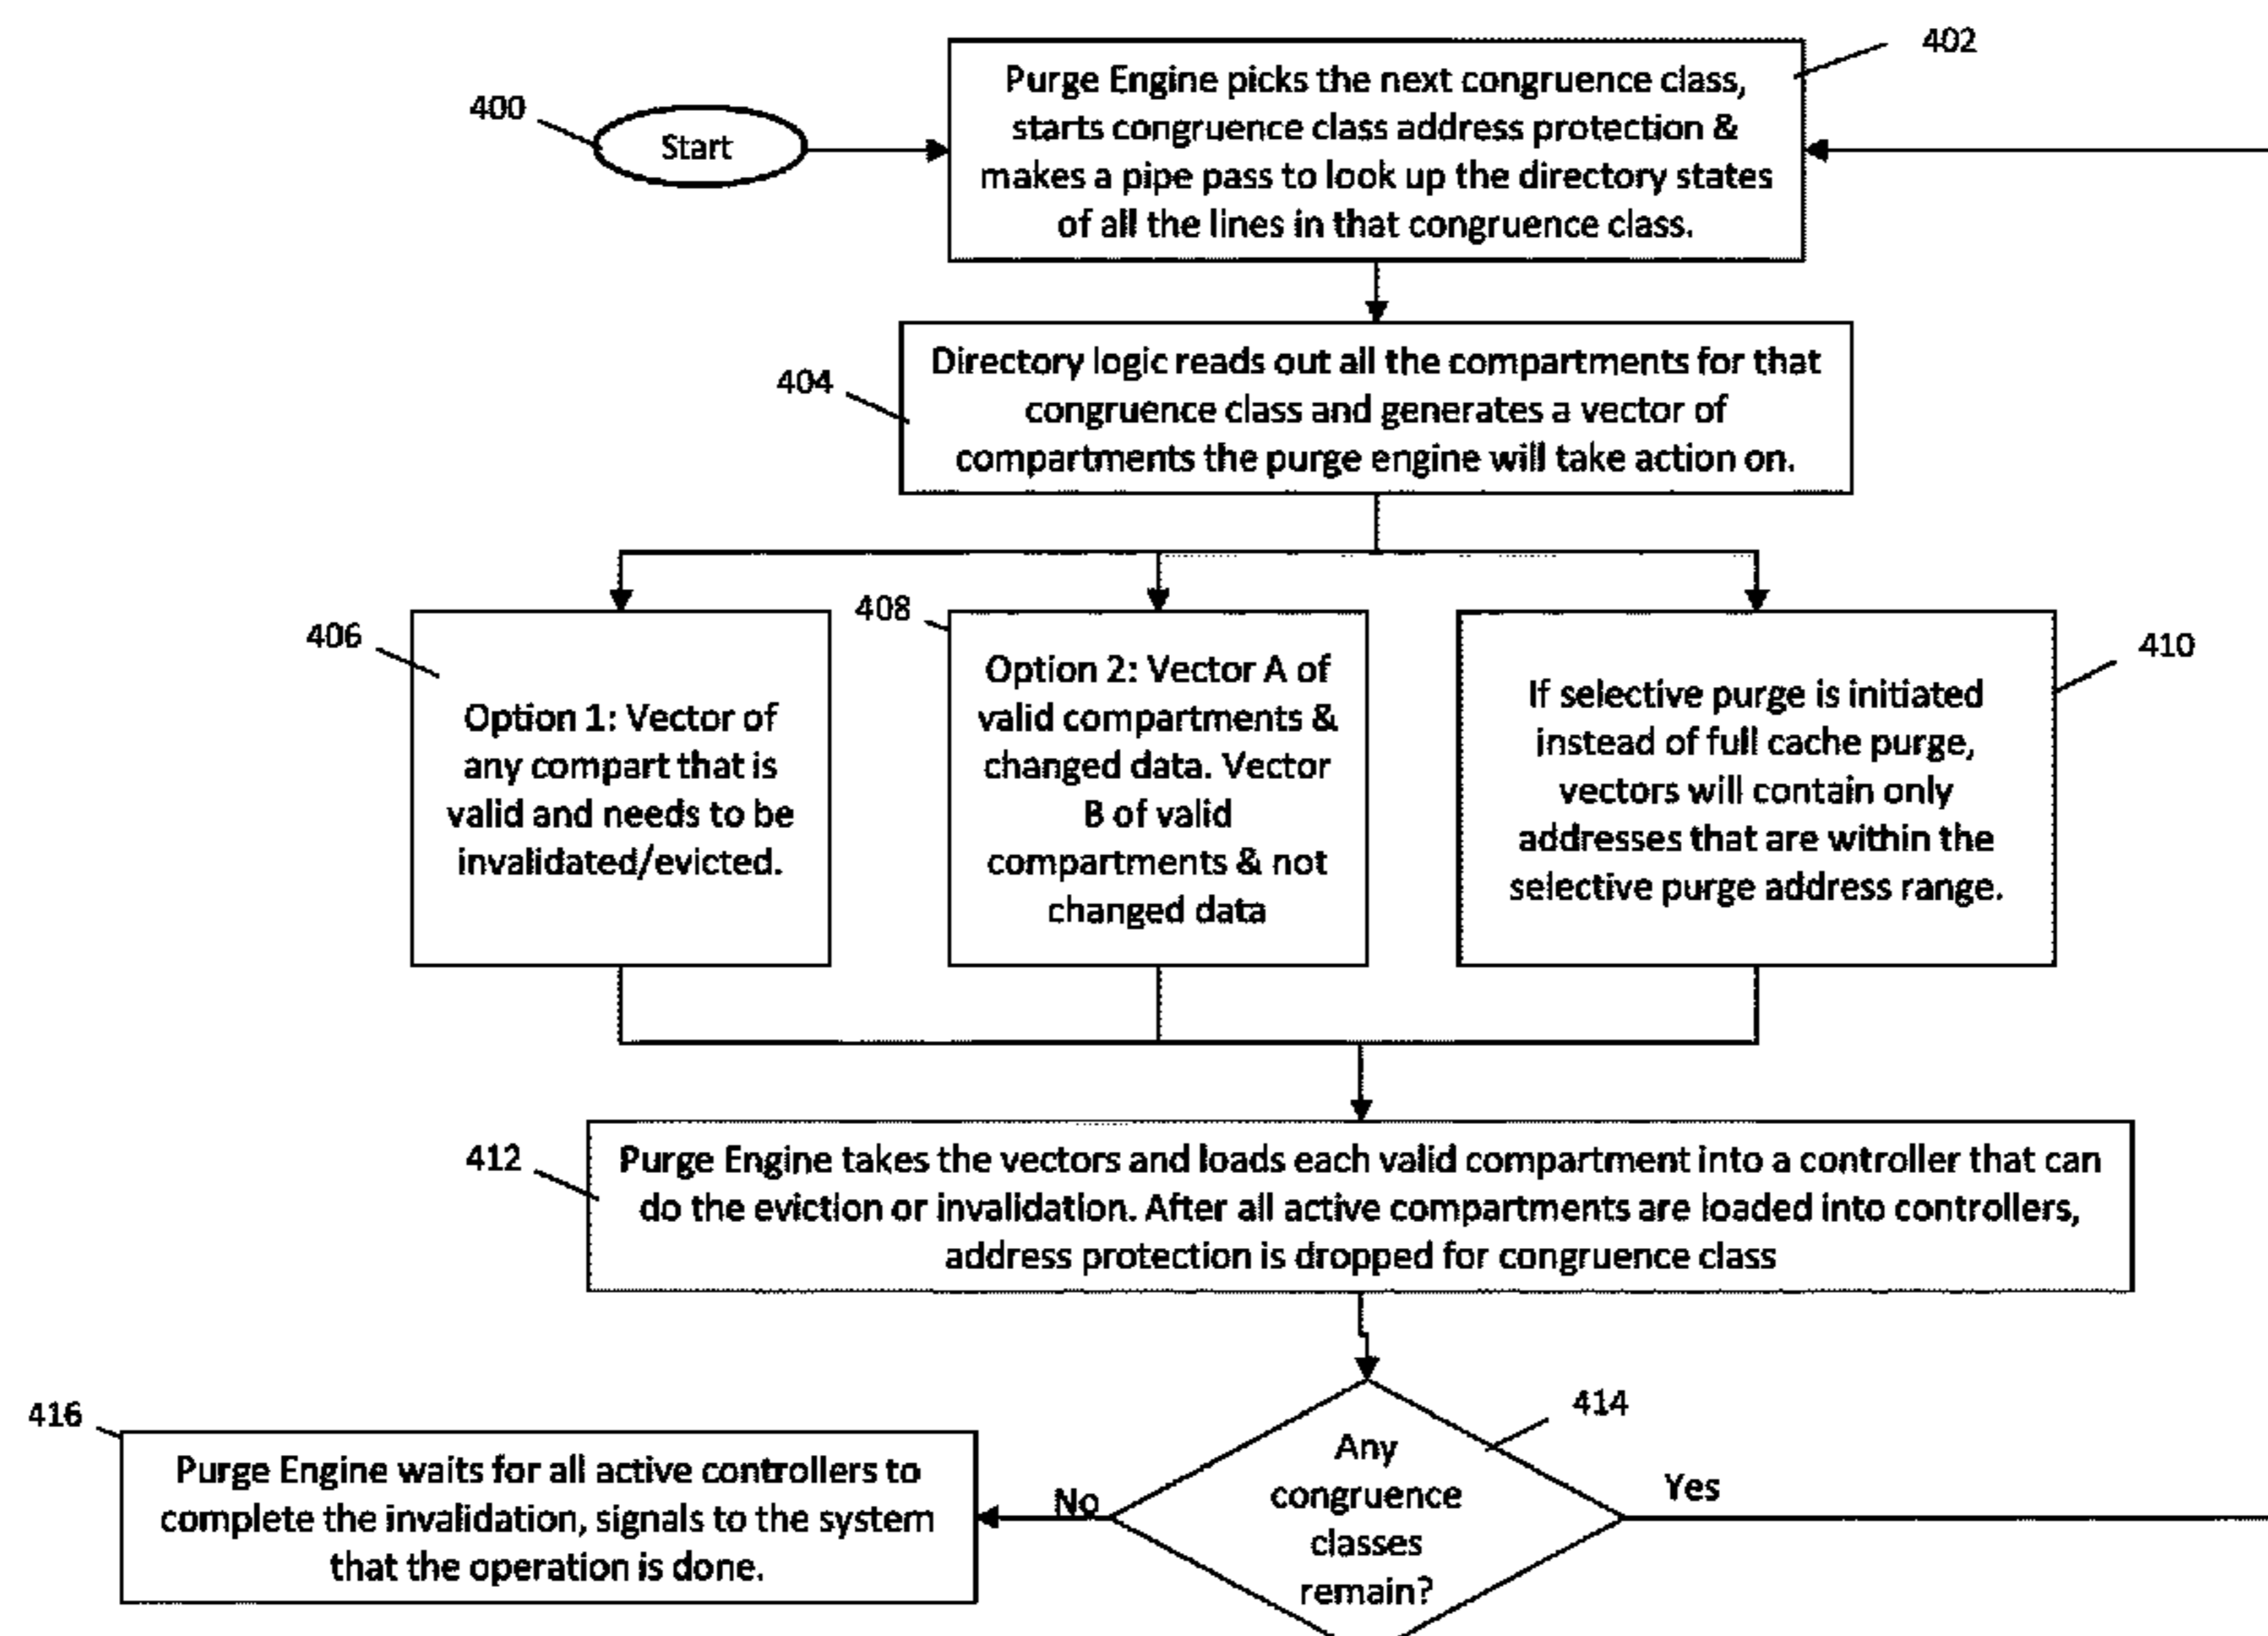 402
Purge Engine picks the next congruence class,
starts congruence class address protection &
makes a pipe pass to look up the directory states
of all the lines in that congruence class.
400
Start
404
Directory logic reads out all the compartments for that
congruence class and generates a vector of
compartments the purge engine will take action on.
406
Option 1: Vector of
any compart that is
valid and needs to be
invalidated/evicted.
408
Option 2: Vector A of
valid compartments &
changed data. Vector
B of valid
compartments & not
changed data
410
If selective purge is initiated
instead of full cache purge,
vectors will contain only
addresses that are within the
selective purge address range.
412
Purge Engine takes the vectors and loads each valid compartment into a controller that can
do the eviction or invalidation. After all active compartments are loaded into controllers,
address protection is dropped for congruence class
414
Any
congruence
classes
remain?
Yes
No
416
Purge Engine waits for all active controllers to
complete the invalidation, signals to the system
that the operation is done.